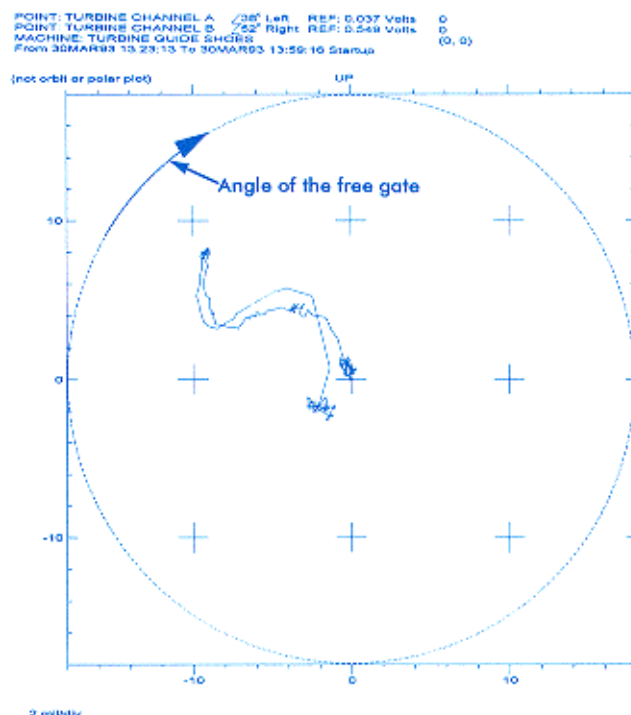 POINT: TURBINE CHANNEL A ∠38° Left REF: 0.037 Volts 0
POINT: TURBINE CHANNEL B ∠52° Right REF: 0.549 Volts 0
MACHINE: TURBINE GUIDE SHOES (0, 0)
From 30MAR93 13:23:13 To 30MAR93 13:59:16 Startup
(not orbit or polar plot) UP
Angle of the free gate
10
0
-10
-10 0 10